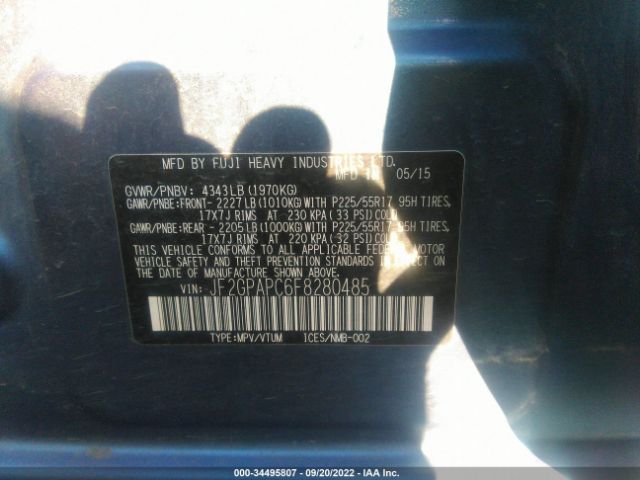 MFD BY FUJI HEAVY INDUSTRIES LTD.
MFD 05/15
GVWR/PNBV: 4343LB (1970KG)
GAWR/PNBE:FRONT- 2227LB (1010KG) WITH P225/55R17 95H TIRES,
17X7J RIMS AT 230 KPA (33 PSI) COLD
GAWR/PNBE:REAR - 2205LB (1000KG) WITH P225/55R17 95H TIRES,
17X7J RIMS AT 220 KPA (32 PSI) COLD
THIS VEHICLE CONFORMS TO ALL APPLICABLE FEDERAL MOTOR
VEHICLE SAFETY AND THEFT PREVENTION STANDARDS IN EFFECT
ON THE DATE OF MANUFACTURE SHOWN ABOVE.
VIN: JF2GPAPC6F8280485
TYPE:MPV/VTUM ICES/NMB-002
000-34495807 - 09/20/2022 - IAA Inc.